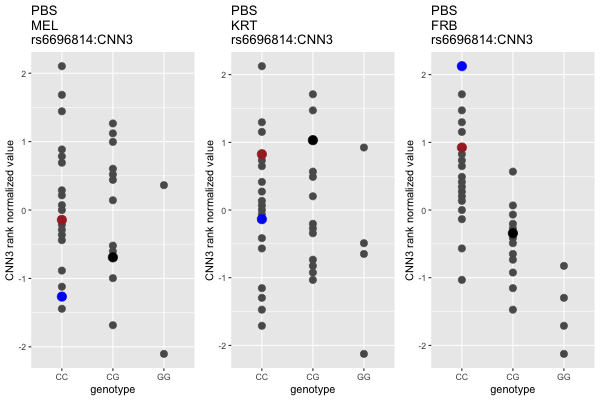 PBS
MEL
rs6696814:CNN3
CNN3 rank normalized value
2
1
0
-1
-2
CC CG GG
genotype
PBS
KRT
rs6696814:CNN3
CNN3 rank normalized value
2
1
0
-1
-2
CC CG GG
genotype
PBS
FRB
rs6696814:CNN3
CNN3 rank normalized value
2
1
0
-1
-2
CC CG GG
genotype